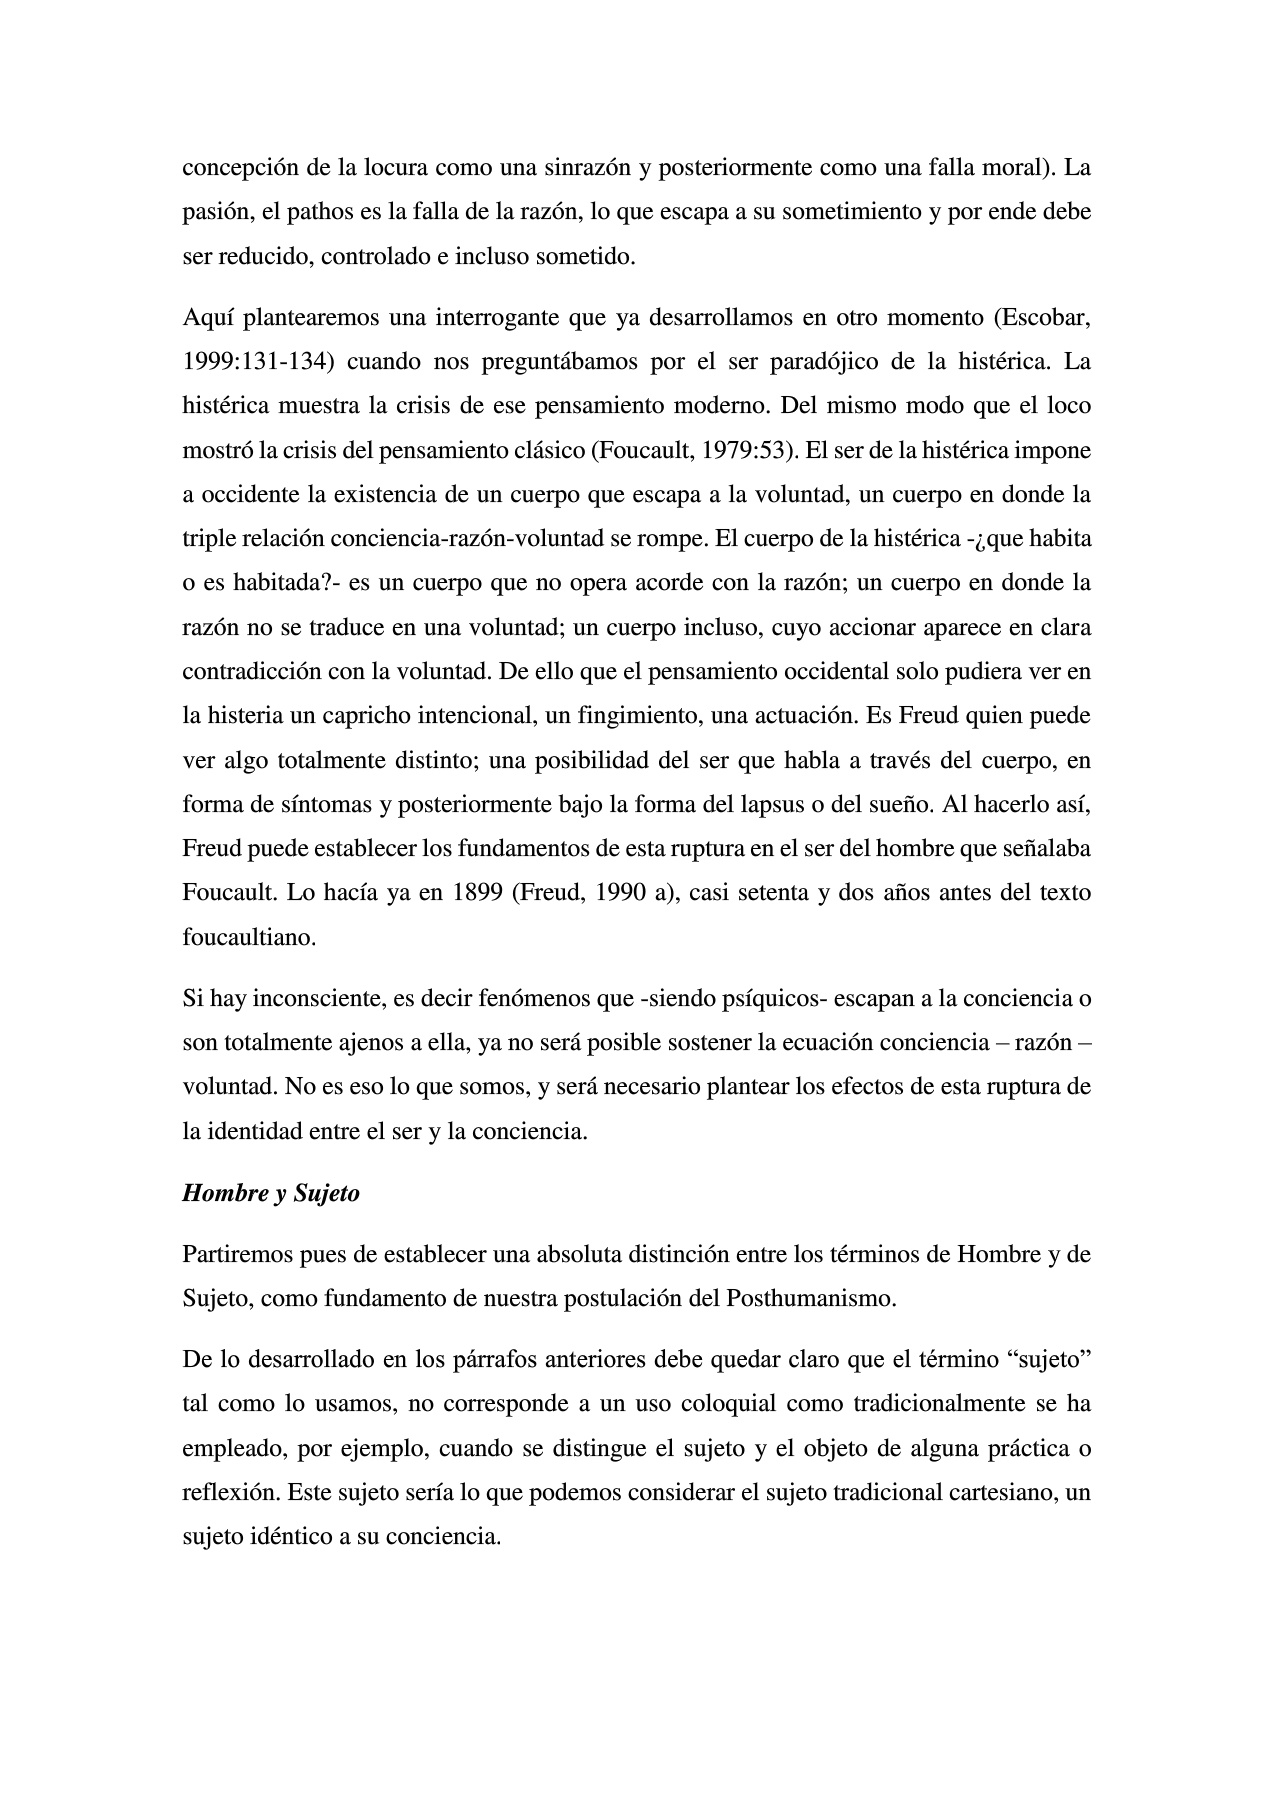 concepción de la locura como una sinrazón y posteriormente como una falla moral). La
pasión, el pathos es la falla de la razón, lo que escapa a su sometimiento y por ende debe
ser reducido, controlado e incluso sometido.
Aquí plantearemos una interrogante que ya desarrollamos en otro momento (Escobar,
1999:131-134) cuando nos preguntábamos por el ser paradójico de la histérica. La
histérica muestra la crisis de ese pensamiento moderno. Del mismo modo que el loco
mostró la crisis del pensamiento clásico (Foucault, 1979:53). El ser de la histérica impone
a occidente la existencia de un cuerpo que escapa a la voluntad, un cuerpo en donde la
triple relación conciencia-razón-voluntad se rompe. El cuerpo de la histérica -¿que habita
o es habitada?- es un cuerpo que no opera acorde con la razón; un cuerpo en donde la
razón no se traduce en una voluntad; un cuerpo incluso, cuyo accionar aparece en clara
contradicción con la voluntad. De ello que el pensamiento occidental solo pudiera ver en
la histeria un capricho intencional, un fingimiento, una actuación. Es Freud quien puede
ver algo totalmente distinto; una posibilidad del ser que habla a través del cuerpo, en
forma de síntomas y posteriormente bajo la forma del lapsus o del sueño. Al hacerlo así,
Freud puede establecer los fundamentos de esta ruptura en el ser del hombre que señalaba
Foucault. Lo hacía ya en 1899 (Freud, 1990 a), casi setenta y dos años antes del texto
foucaultiano.
Si hay inconsciente, es decir fenómenos que -siendo psíquicos- escapan a la conciencia o
son totalmente ajenos a ella, ya no será posible sostener la ecuación conciencia – razón –
voluntad. No es eso lo que somos, y será necesario plantear los efectos de esta ruptura de
la identidad entre el ser y la conciencia.
Hombre y Sujeto
Partiremos pues de establecer una absoluta distinción entre los términos de Hombre y de
Sujeto, como fundamento de nuestra postulación del Posthumanismo.
De lo desarrollado en los párrafos anteriores debe quedar claro que el término “sujeto”
tal como lo usamos, no corresponde a un uso coloquial como tradicionalmente se ha
empleado, por ejemplo, cuando se distingue el sujeto y el objeto de alguna práctica o
reflexión. Este sujeto sería lo que podemos considerar el sujeto tradicional cartesiano, un
sujeto idéntico a su conciencia.